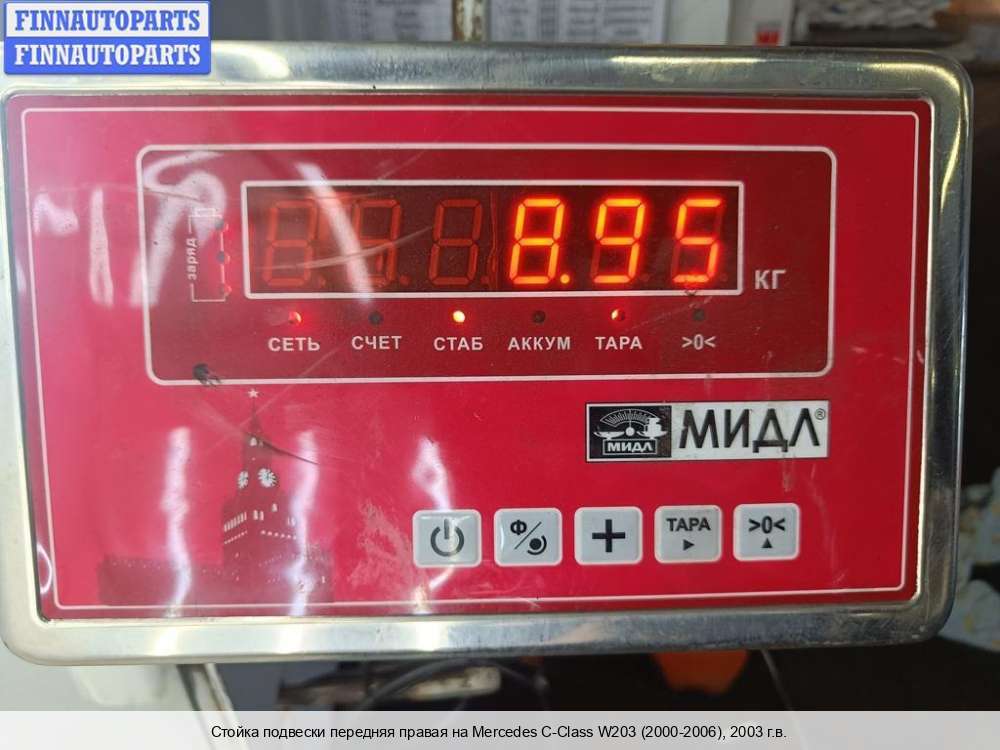 FINNAUTOPARTS
FINNAUTOPARTS
заряд
8.95
КГ
СЕТЬ СЧЕТ СТАБ АККУМ ТАРА >0<
МИДЛ МИДЛ®
Ф/ + ТАРА >0<
Стойка подвески передняя правая на Mercedes C-Class W203 (2000-2006), 2003 г.в.